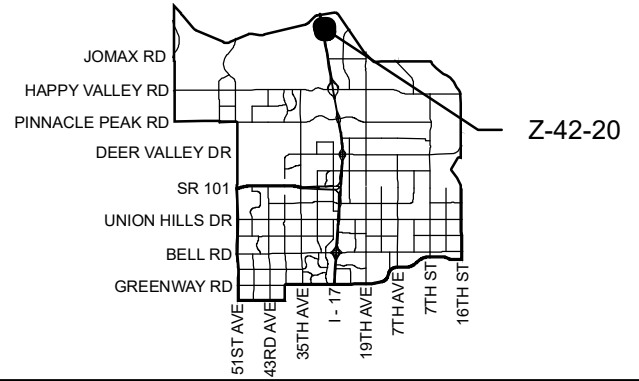 JOMAX RD
HAPPY VALLEY RD
PINNACLE PEAK RD
Z-42-20
DEER VALLEY DR
SR 101
UNION HILLS DR
BELL RD
GREENWAY RD
51ST AVE
43RD AVE
35TH AVE
I - 17
19TH AVE
7TH AVE
7TH ST
16TH ST